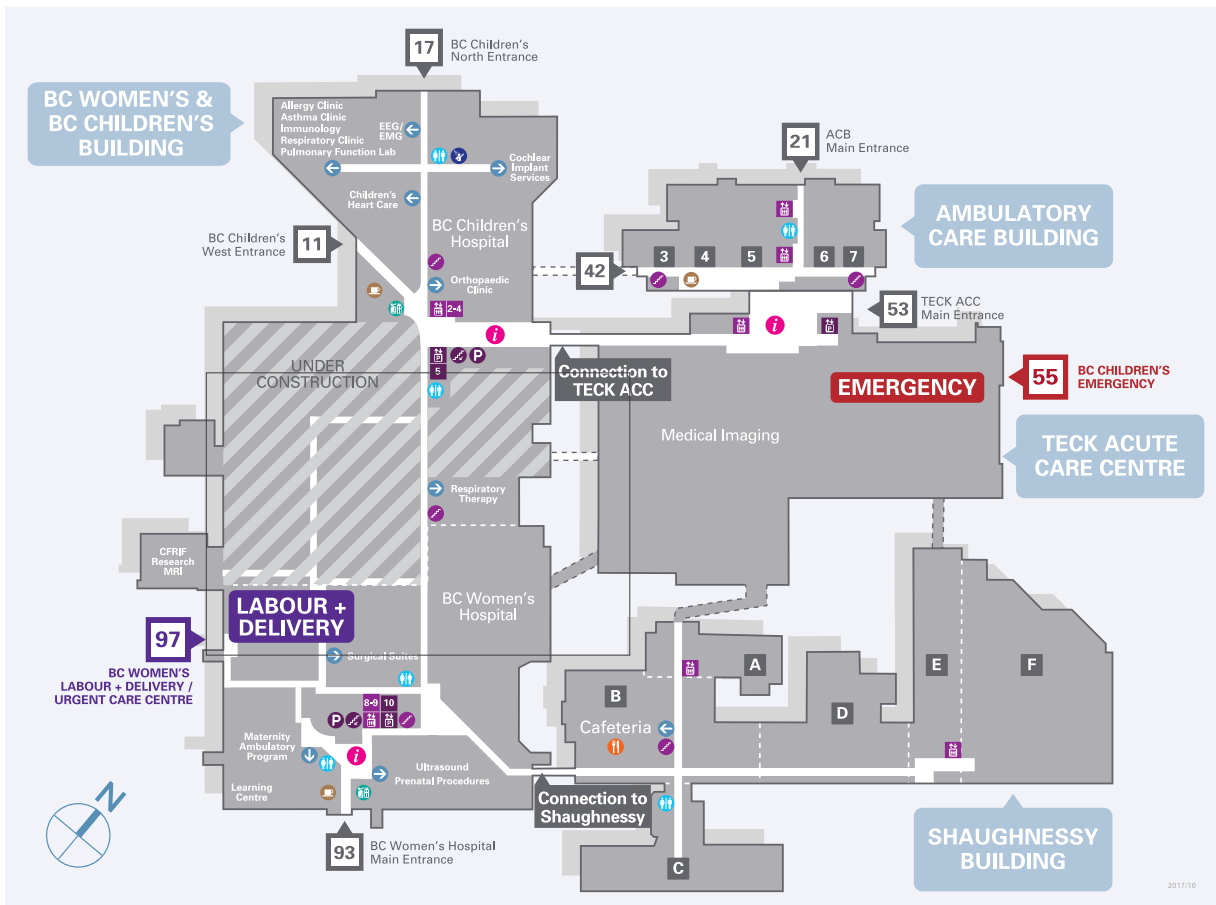 17
BC Children's
North Entrance
BC WOMEN'S &
BC CHILDREN'S
BUILDING
Allergy Clinic
Asthma Clinic
Immunology
Respiratory Clinic
Pulmonary Function Lab
EEG/
EMG
Cochlear
Implant
Services
Children's
Heart Care
21
ACB
Main Entrance
AMBULATORY
CARE BUILDING
BC Children's
West Entrance
11
BC Children's
Hospital
Orthopaedic
Clinic
2-4
42
3
4
5
6
7
i
i
P
P
P
5
53
TECK ACC
Main Entrance
UNDER
CONSTRUCTION
Connection to
TECK ACC
EMERGENCY
55
BC CHILDREN'S
EMERGENCY
Medical Imaging
TECK ACUTE
CARE CENTRE
Respiratory
Therapy
CFRIF
Research
MRI
LABOUR +
DELIVERY
BC Women's
Hospital
97
BC WOMEN'S
LABOUR + DELIVERY /
URGENT CARE CENTRE
Surgical Suites
8-9
10
P
P
i
Maternity
Ambulatory
Program
Ultrasound
Prenatal Procedures
Learning
Centre
93
BC Women's Hospital
Main Entrance
Connection to
Shaughnessy
A
B
Cafeteria
C
D
E
F
SHAUGHNESSY
BUILDING
N
2017/10